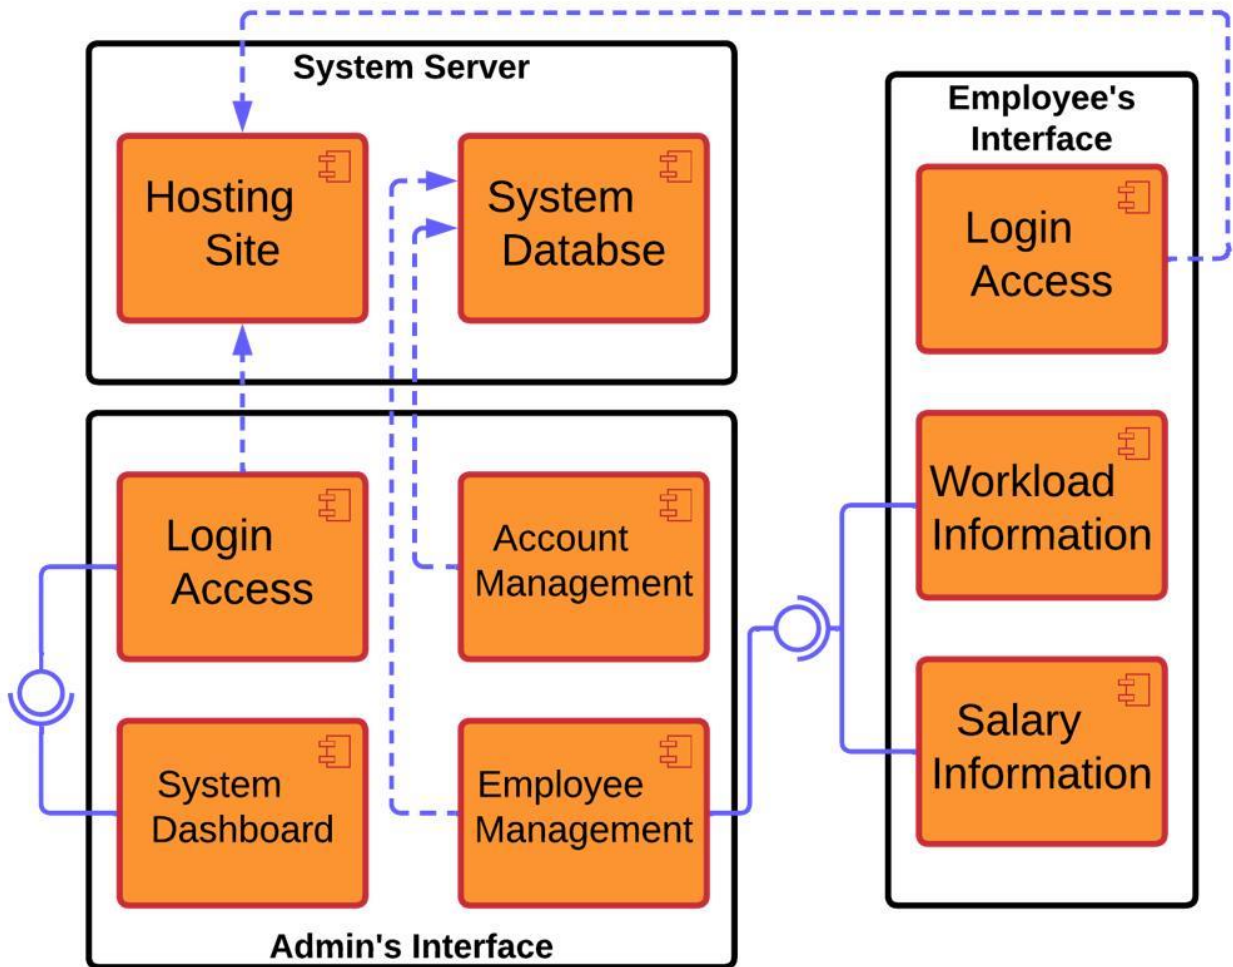 System Server
Hosting
Site
System
Databse
Employee's
Interface
Login
Access
Workload
Information
Salary
Information
Login
Access
Account
Management
System
Dashboard
Employee
Management
Admin's Interface